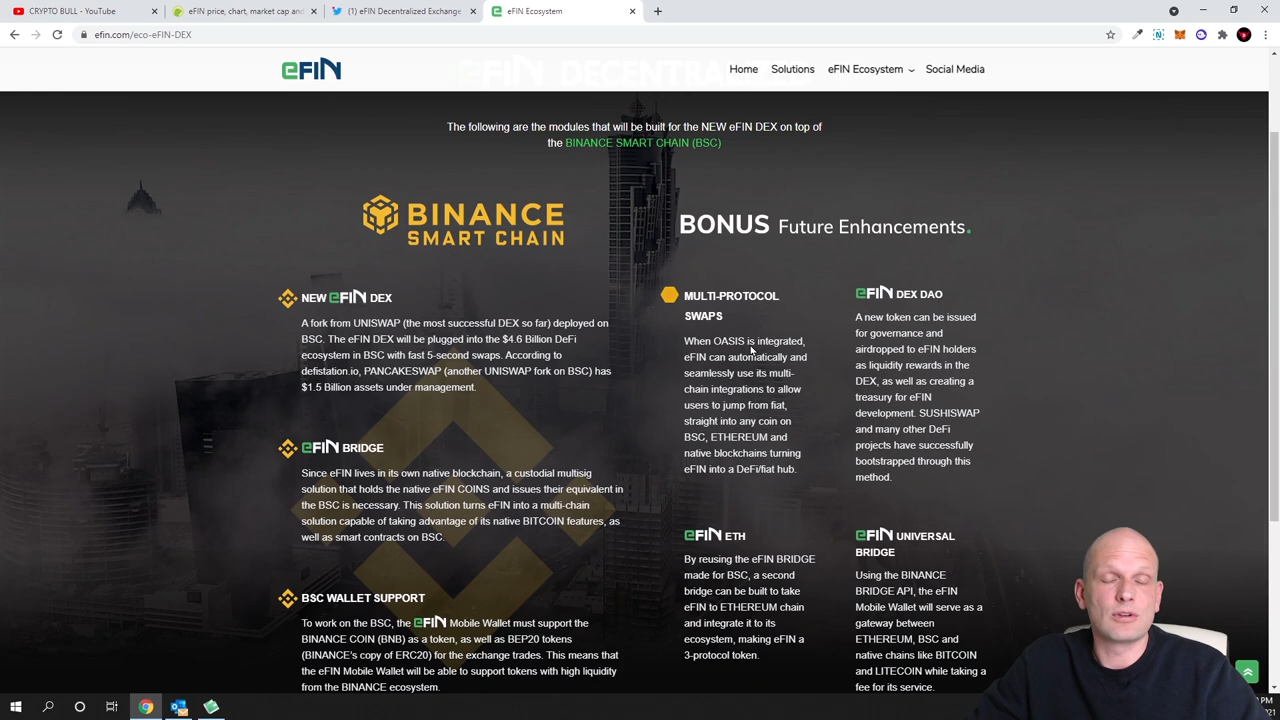 CRYPTO BULL - YouTube
eFIN price, chart, market cap and
(1) eFIN Decentralized Exchange
eFIN Ecosystem
efin.com/eco-eFIN-DEX
eFIN
eFIN DECENTRA
Home
Solutions
eFIN Ecosystem
Social Media
The following are the modules that will be built for the NEW eFIN DEX on top of
the BINANCE SMART CHAIN (BSC)
BINANCE
SMART CHAIN
BONUS Future Enhancements.
NEW eFIN DEX
A fork from UNISWAP (the most successful DEX so far) deployed on
BSC. The eFIN DEX will be plugged into the $4.6 Billion DeFi
ecosystem in BSC with fast 5-second swaps. According to
defistation.io, PANCAKESWAP (another UNISWAP fork on BSC) has
$1.5 Billion assets under management.
eFIN BRIDGE
Since eFIN lives in its own native blockchain, a custodial multisig
solution that holds the native eFIN COINS and issues their equivalent in
the BSC is necessary. This solution turns eFIN into a multi-chain
solution capable of taking advantage of its native BITCOIN features, as
well as smart contracts on BSC.
BSC WALLET SUPPORT
To work on the BSC, the eFIN Mobile Wallet must support the
BINANCE COIN (BNB) as a token, as well as BEP20 tokens
(BINANCE's copy of ERC20) for the exchange trades. This means that
the eFIN Mobile Wallet will be able to support tokens with high liquidity
from the BINANCE ecosystem.
MULTI-PROTOCOL
SWAPS
When OASIS is integrated,
eFIN can automatically and
seamlessly use its multi-
chain integrations to allow
users to jump from fiat,
straight into any coin on
BSC, ETHEREUM and
native blockchains turning
eFIN into a DeFi/fiat hub.
eFIN DEX DAO
A new token can be issued
for governance and
airdropped to eFIN holders
as liquidity rewards in the
DEX, as well as creating a
treasury for eFIN
development. SUSHISWAP
and many other DeFi
projects have successfully
bootstrapped through this
method.
eFIN ETH
By reusing the eFIN BRIDGE
made for BSC, a second
bridge can be built to take
eFIN to ETHEREUM chain
and integrate it to its
ecosystem, making eFIN a
3-protocol token.
eFIN UNIVERSAL
BRIDGE
Using the BINANCE
BRIDGE API, the eFIN
Mobile Wallet will serve as a
gateway between
ETHEREUM, BSC and
native chains like BITCOIN
and LITECOIN while taking a
fee for its service.
PM